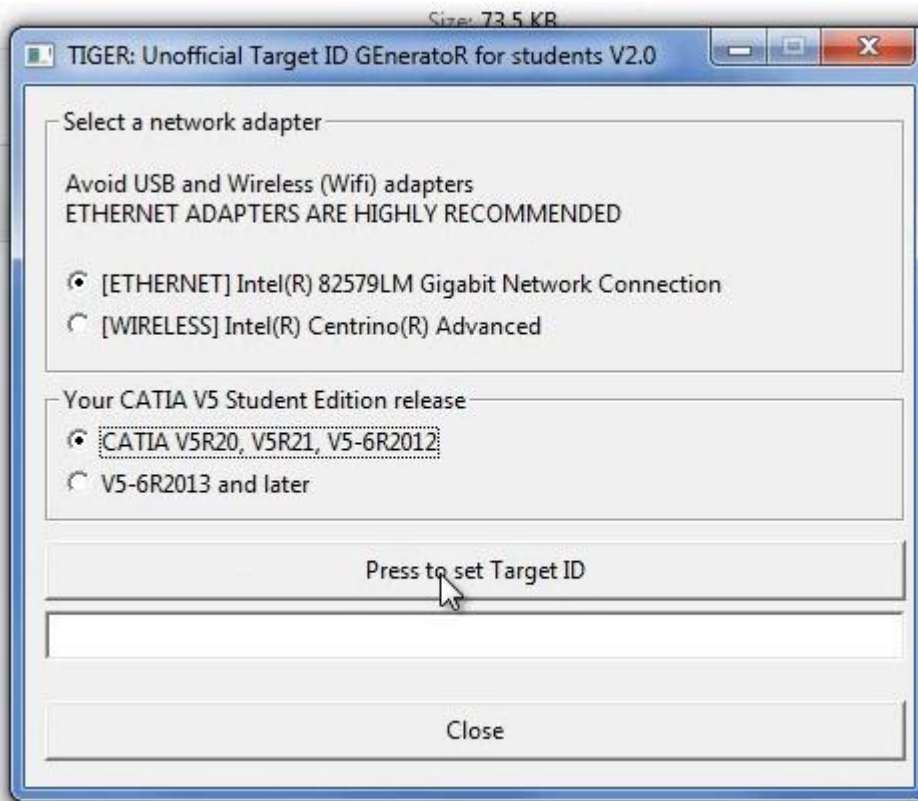 Size: 73.5 KB
TIGER: Unofficial Target ID GEneratoR for students V2.0
Select a network adapter
Avoid USB and Wireless (Wifi) adapters
ETHERNET ADAPTERS ARE HIGHLY RECOMMENDED
[ETHERNET] Intel(R) 82579LM Gigabit Network Connection
[WIRELESS] Intel(R) Centrino(R) Advanced
Your CATIA V5 Student Edition release
CATIA V5R20, V5R21, V5-6R2012
V5-6R2013 and later
Press to set Target ID
Close